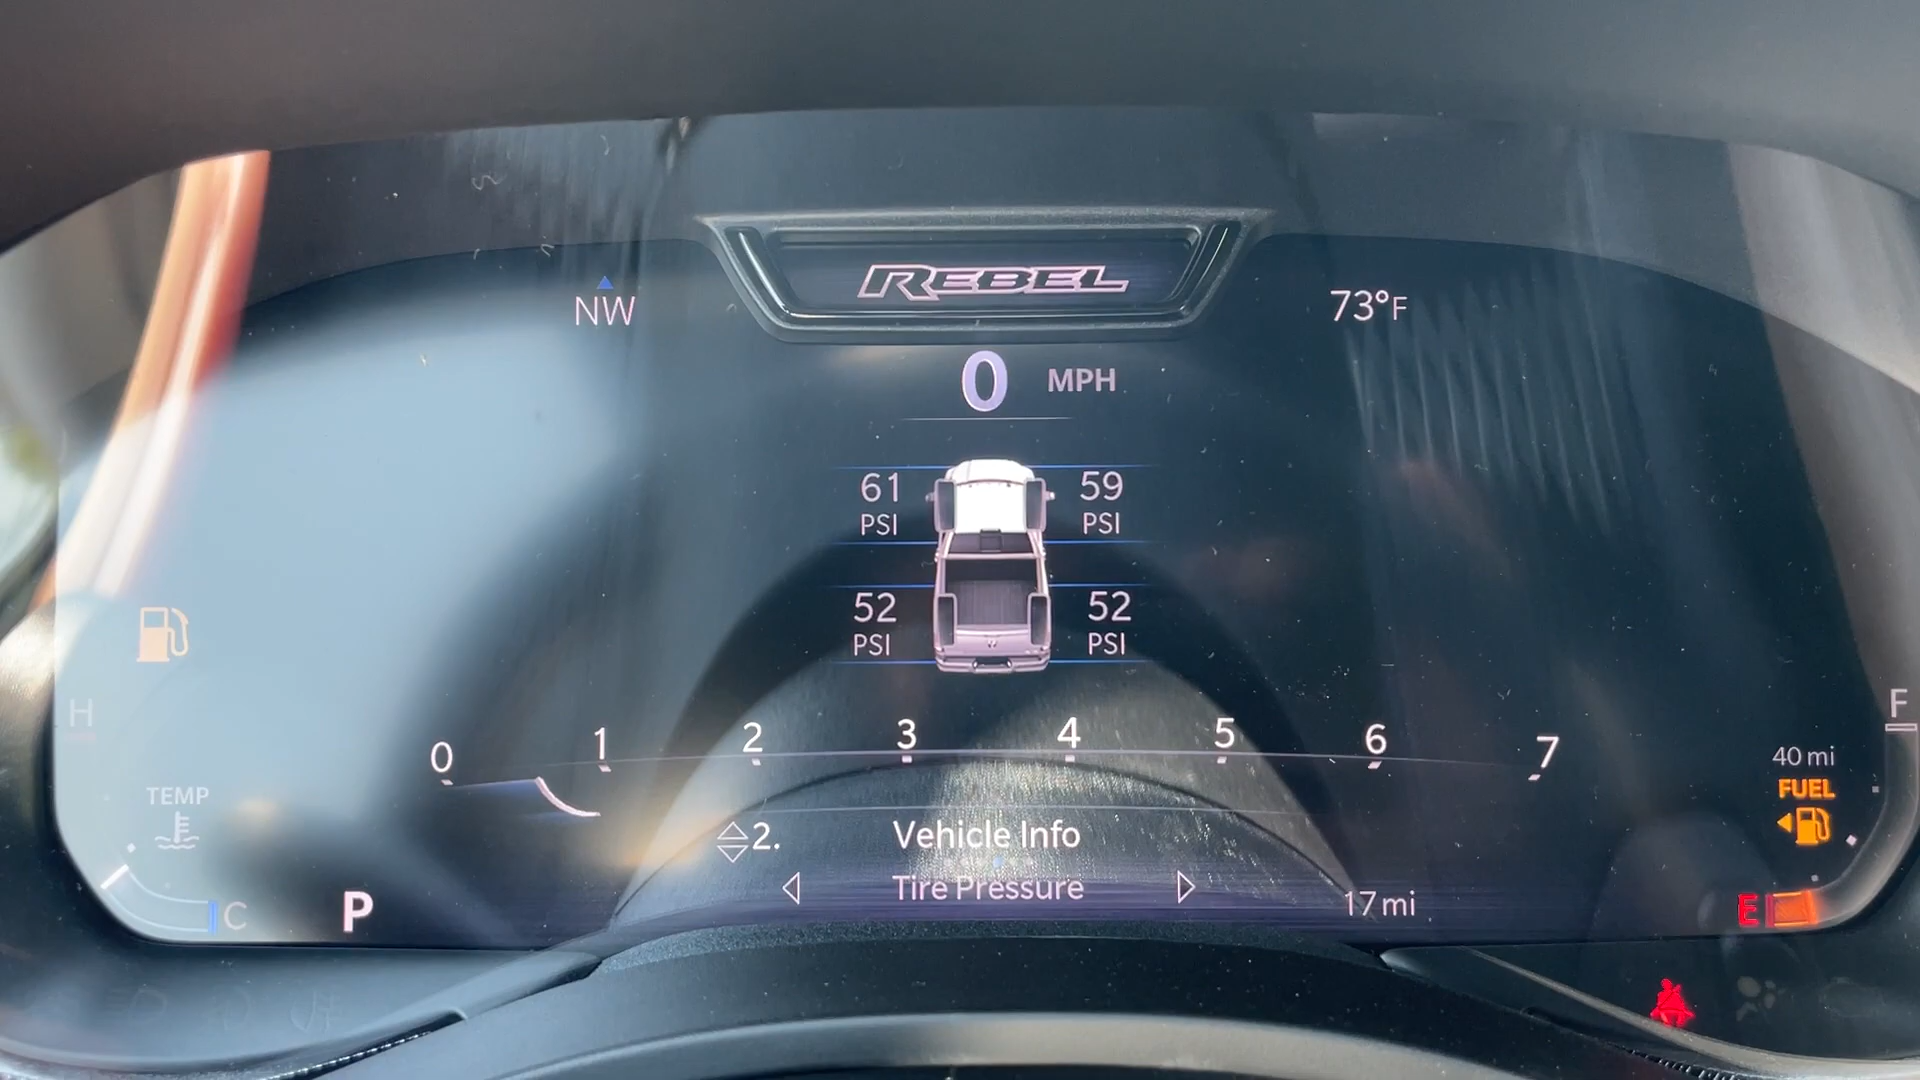 REBEL
NW
73°F
0 MPH
61 PSI
59 PSI
52 PSI
52 PSI
H
F
0 1 2 3 4 5 6 7
40 mi
FUEL
TEMP
2. Vehicle Info
Tire Pressure
17 mi
C
P
E